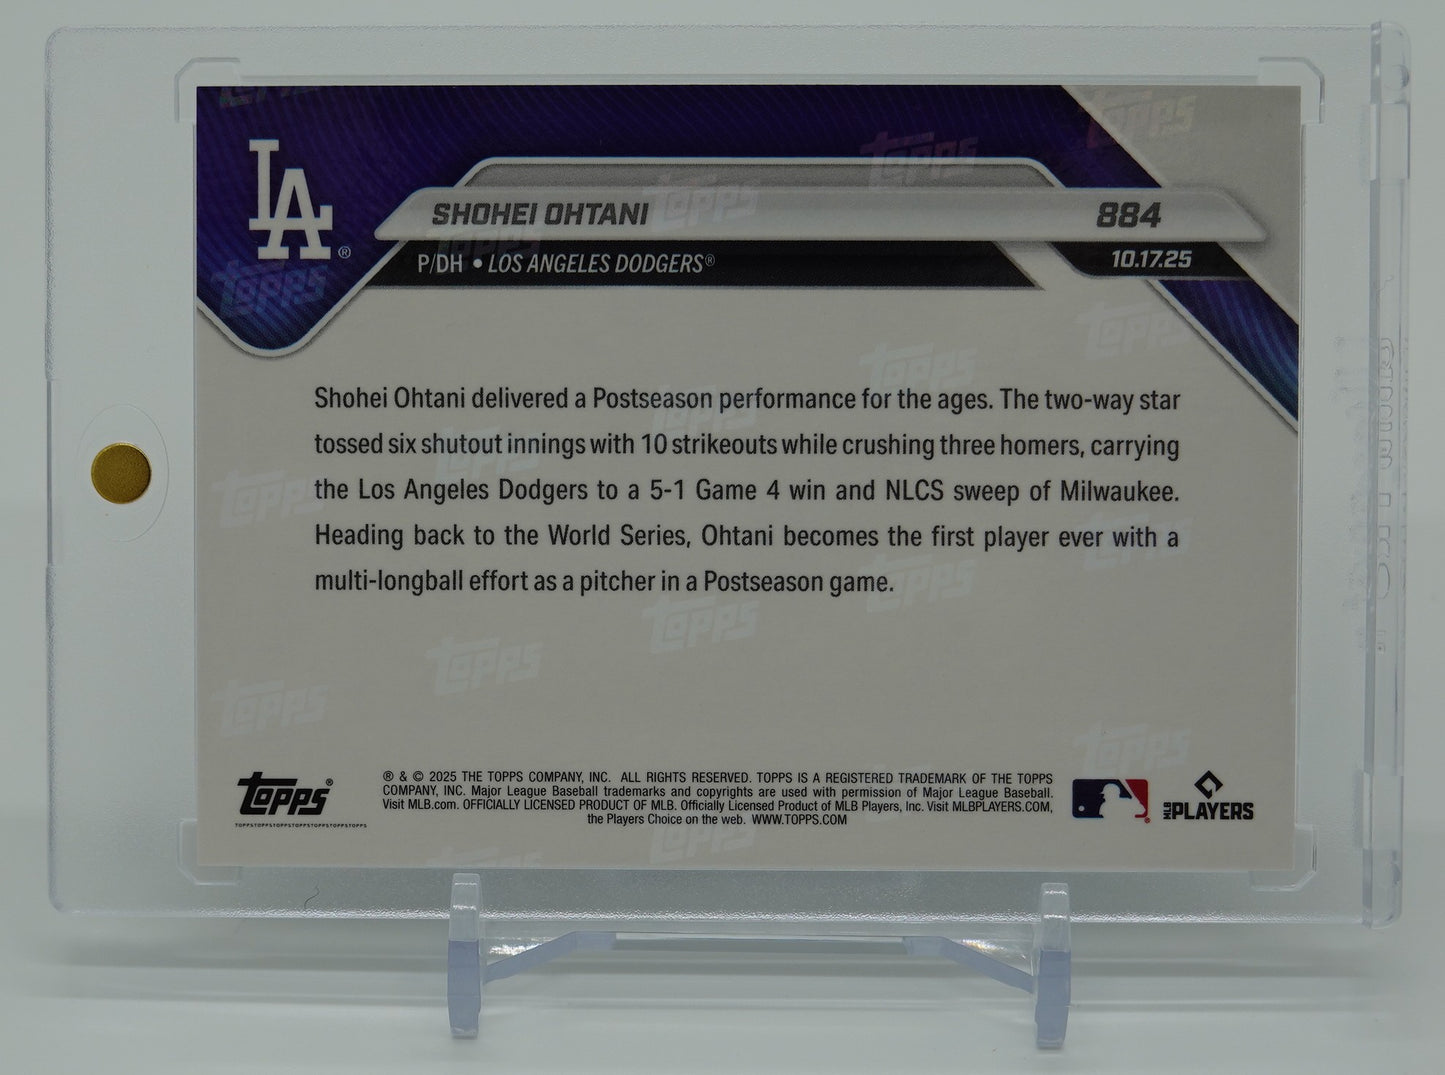 LA®
SHOHEI OHTANI
884
P/DH • LOS ANGELES DODGERS®
10.17.25
Shohei Ohtani delivered a Postseason performance for the ages. The two-way star
tossed six shutout innings with 10 strikeouts while crushing three homers, carrying
the Los Angeles Dodgers to a 5-1 Game 4 win and NLCS sweep of Milwaukee.
Heading back to the World Series, Ohtani becomes the first player ever with a
multi-longball effort as a pitcher in a Postseason game.
Topps®
TOPPSTOPPSTOPPSTOPPSTOPPSTOPPSTOPPS
® & © 2025 THE TOPPS COMPANY, INC. ALL RIGHTS RESERVED. TOPPS IS A REGISTERED TRADEMARK OF THE TOPPS
COMPANY, INC. Major League Baseball trademarks and copyrights are used with permission of Major League Baseball.
Visit MLB.com. OFFICIALLY LICENSED PRODUCT OF MLB. Officially Licensed Product of MLB Players, Inc. Visit MLBPLAYERS.COM,
the Players Choice on the web. WWW.TOPPS.COM
MLB PLAYERS